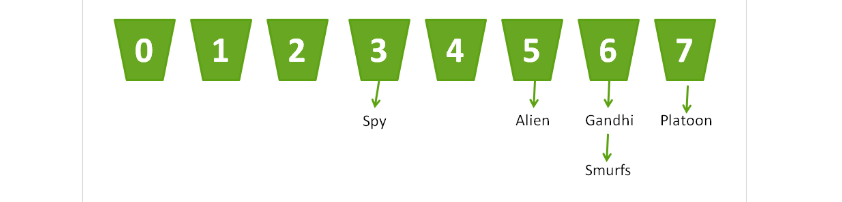 0 1 2 3 4 5 6 7
Spy Alien Gandhi Platoon
Smurfs